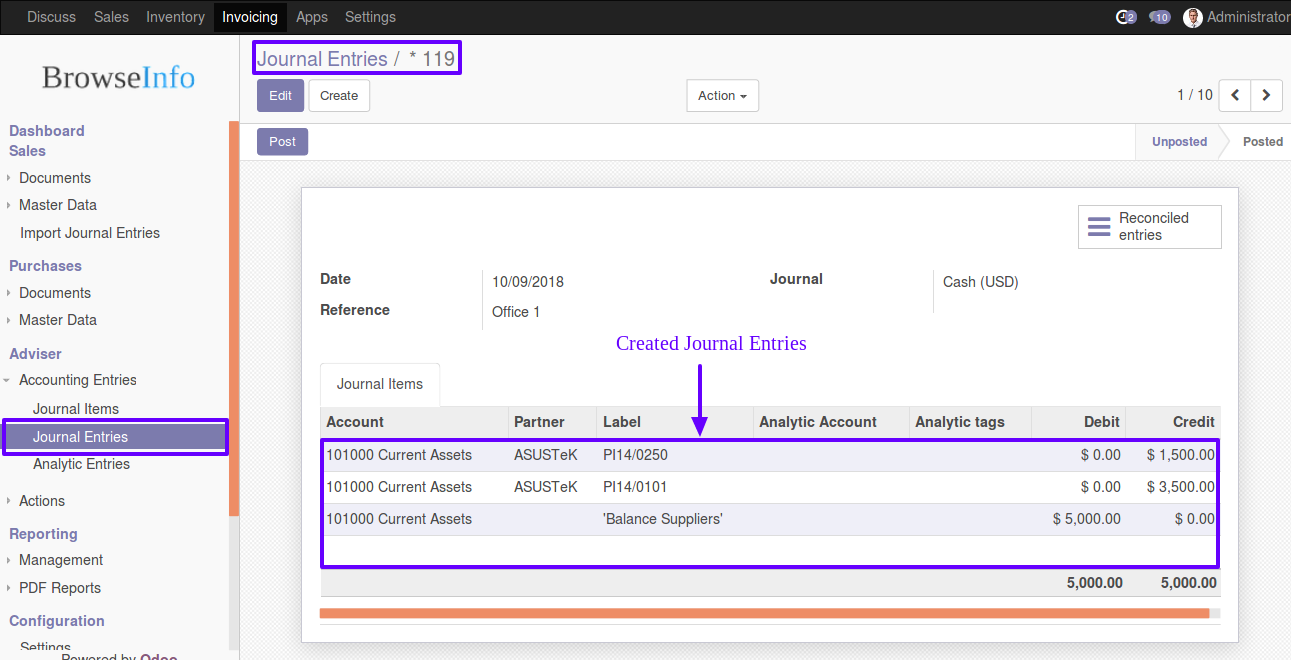 Discuss Sales Inventory Invoicing Apps Settings 2 10 Administrator
BrowseInfo
Dashboard
Sales
Documents
Master Data
Import Journal Entries
Purchases
Documents
Master Data
Adviser
Accounting Entries
Journal Items
Journal Entries
Analytic Entries
Actions
Reporting
Management
PDF Reports
Configuration
Settings
Powered by Odoo
Journal Entries / * 119
Edit Create Action 1 / 10
Post Unposted Posted
Reconciled
entries
Date 10/09/2018 Journal Cash (USD)
Reference Office 1
Created Journal Entries
Journal Items
Account Partner Label Analytic Account Analytic tags Debit Credit
101000 Current Assets ASUSTeK PI14/0250 $ 0.00 $ 1,500.00
101000 Current Assets ASUSTeK PI14/0101 $ 0.00 $ 3,500.00
101000 Current Assets 'Balance Suppliers' $ 5,000.00 $ 0.00
5,000.00 5,000.00